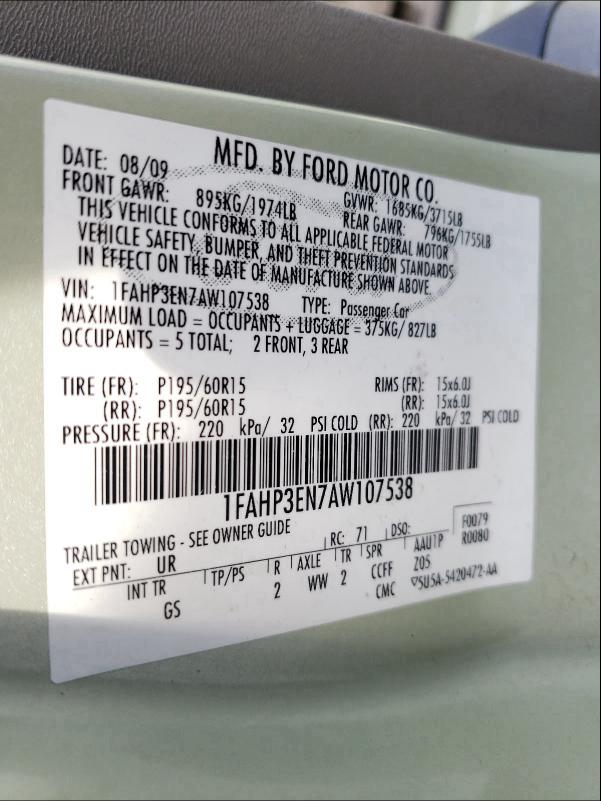 MFD. BY FORD MOTOR CO.
DATE: 08/09
GVWR: 1685KG/3715LB
FRONT GAWR: 895KG/1974LB REAR GAWR: 796KG/1755LB
THIS VEHICLE CONFORMS TO ALL APPLICABLE FEDERAL MOTOR
VEHICLE SAFETY, BUMPER, AND THEFT PREVENTION STANDARDS
IN EFFECT ON THE DATE OF MANUFACTURE SHOWN ABOVE.
VIN: 1FAHP3EN7AW107538 TYPE: Passenger Car
MAXIMUM LOAD = OCCUPANTS + LUGGAGE = 375KG/ 827LB
OCCUPANTS = 5 TOTAL; 2 FRONT, 3 REAR
TIRE (FR): P195/60R15 RIMS (FR): 15x6.0J
(RR): P195/60R15 (RR): 15x6.0J
PRESSURE (FR): 220 kPa/ 32 PSI COLD (RR): 220 kPa/ 32 PSI COLD
1FAHP3EN7AW107538
TRAILER TOWING - SEE OWNER GUIDE
EXT PNT: UR RC: 71 DSO: F0079
R0080
INT TR TP/PS R AXLE TR SPR AAU1P
GS 2 WW 2 CCFF Z05
CMC 5U5A-5420472-AA